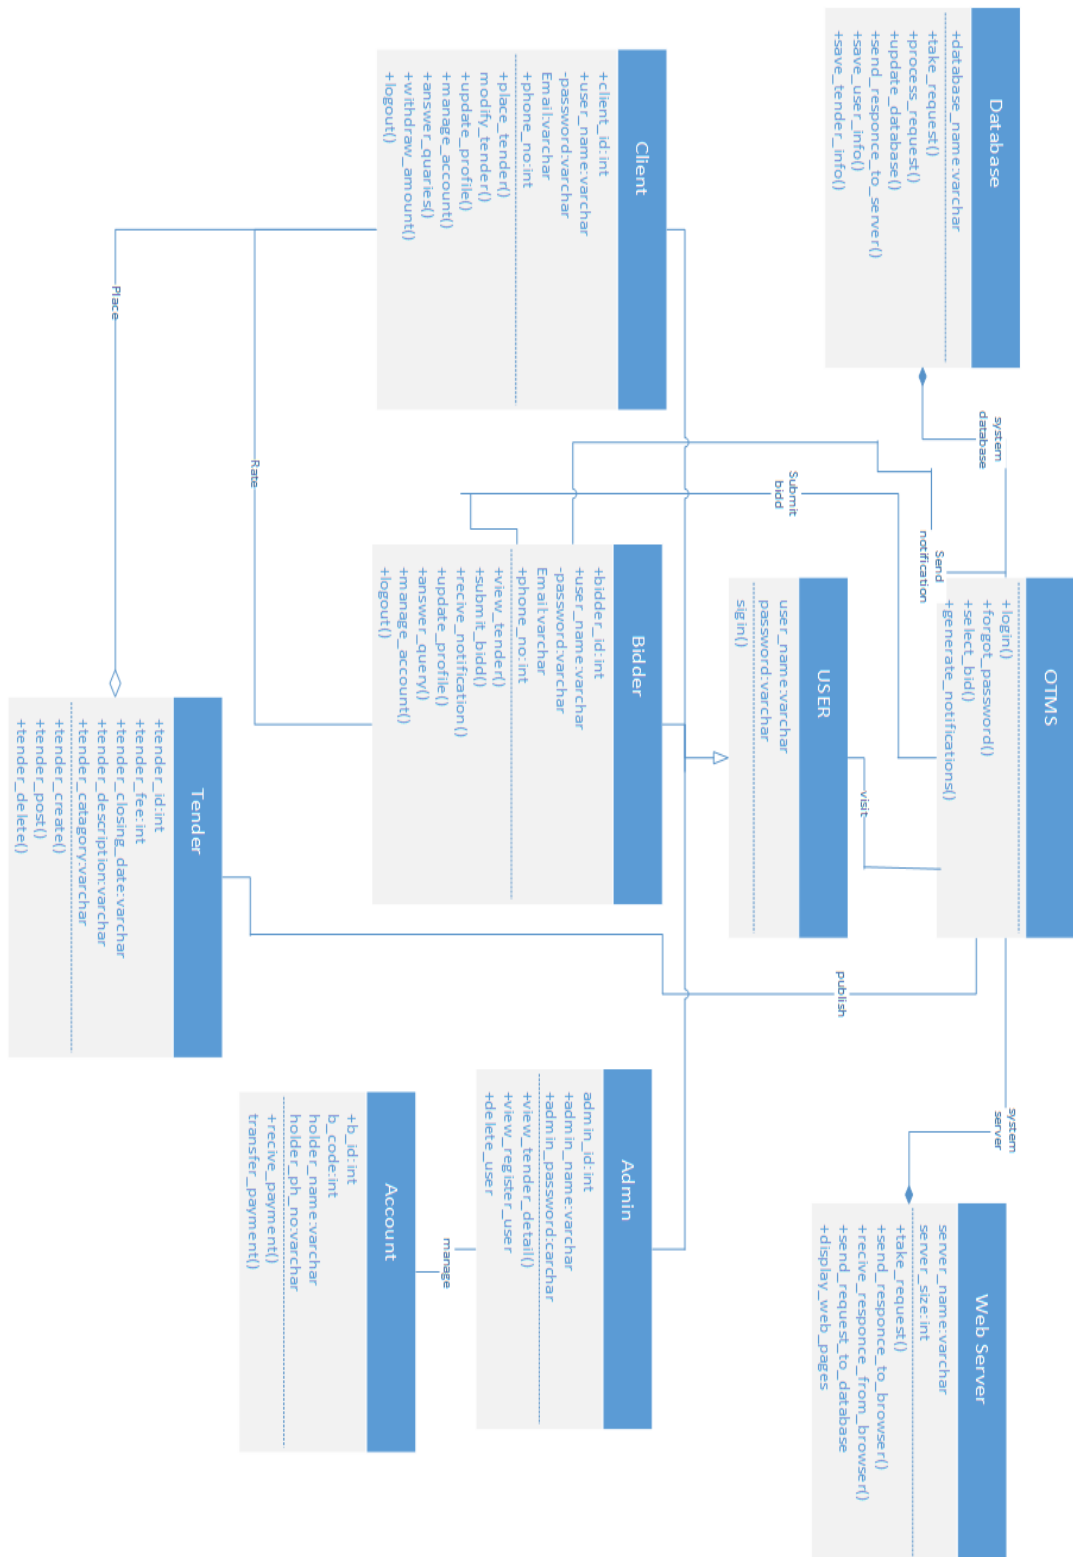 Database
+database_name:varchar
+take_request()
+process_request()
+update_database()
+send_responce_to_server()
+save_user_info()
+save_tender_info()
system
database
OTMS
+login()
+forgot_password()
+select_bid()
+generate_notifications()
system
server
Web Server
server_name:varchar
server_size:int
+take_request()
+send_responce_to_browser()
+recive_responce_from_browser()
+send_request_to_database
+display_web_pages
Send
notification
Submit
bidd
visit
publish
USER
user_name:varchar
password:varchar
sigin()
Client
+client_id:int
+user_name:varchar
-password:varchar
Email:varchar
+phone_no:int
+place_tender()
modify_tender()
+update_profile()
+manage_account()
+answer_quaries()
+withdraw_amount()
+logout()
Bidder
+bidder_id:int
+user_name:varchar
-password:varchar
Email:varchar
+phone_no:int
+view_tender()
+submit_bidd()
+recive_notification()
+update_profile()
+answer_query()
+manage_account()
+logout()
Admin
admin_id:int
+admin_name:varchar
+admin_password:carchar
+view_tender_detail()
+view_register_user
+delete_user
manage
Account
+b_id:int
b_code:int
holder_name:varchar
holder_ph_no:varchar
+recive_payment()
transfer_payment()
Rate
Place
Tender
+tender_id:int
+tender_fee:int
+tender_closing_date:varchar
+tender_description:varchar
+tender_catagory:varchar
+tender_create()
+tender_post()
+tender_delete()